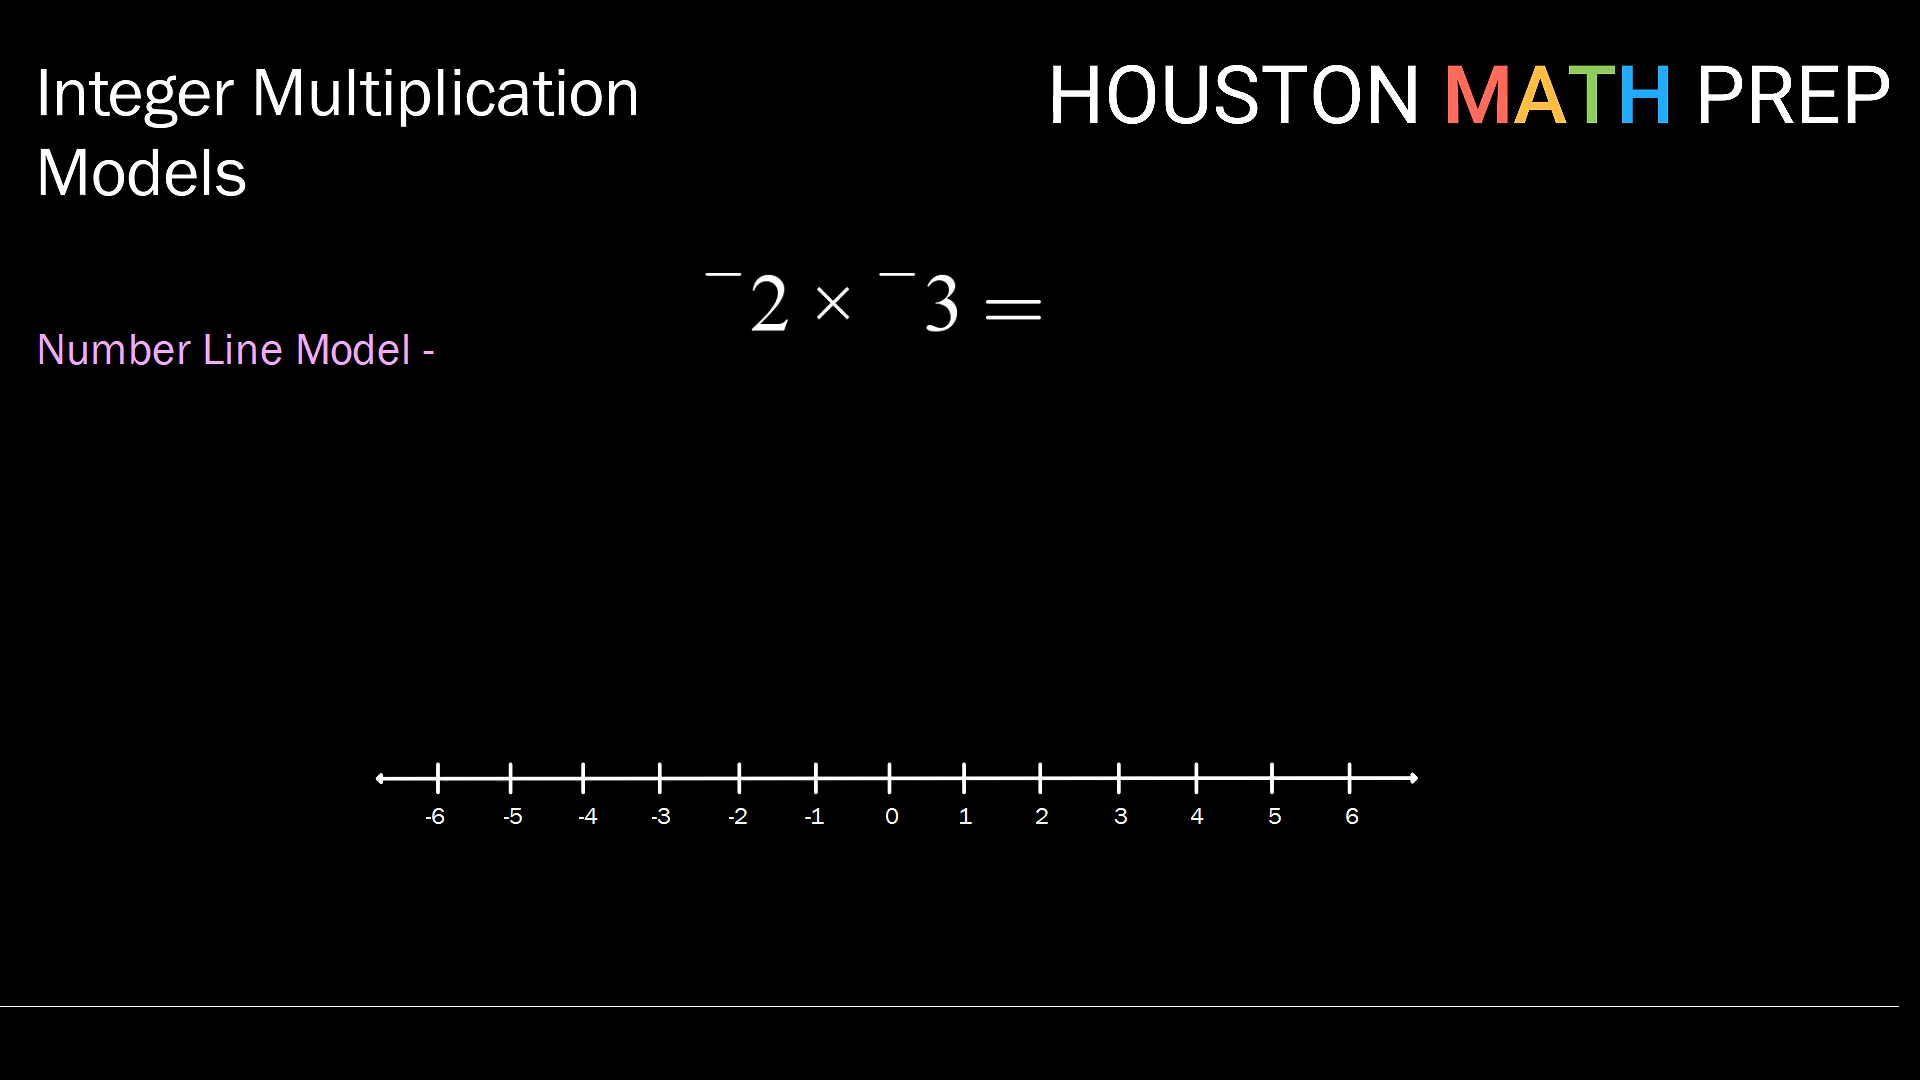 Integer Multiplication
Models
HOUSTON MATH PREP
⁻2 × ⁻3 =
Number Line Model -
-6 -5 -4 -3 -2 -1 0 1 2 3 4 5 6